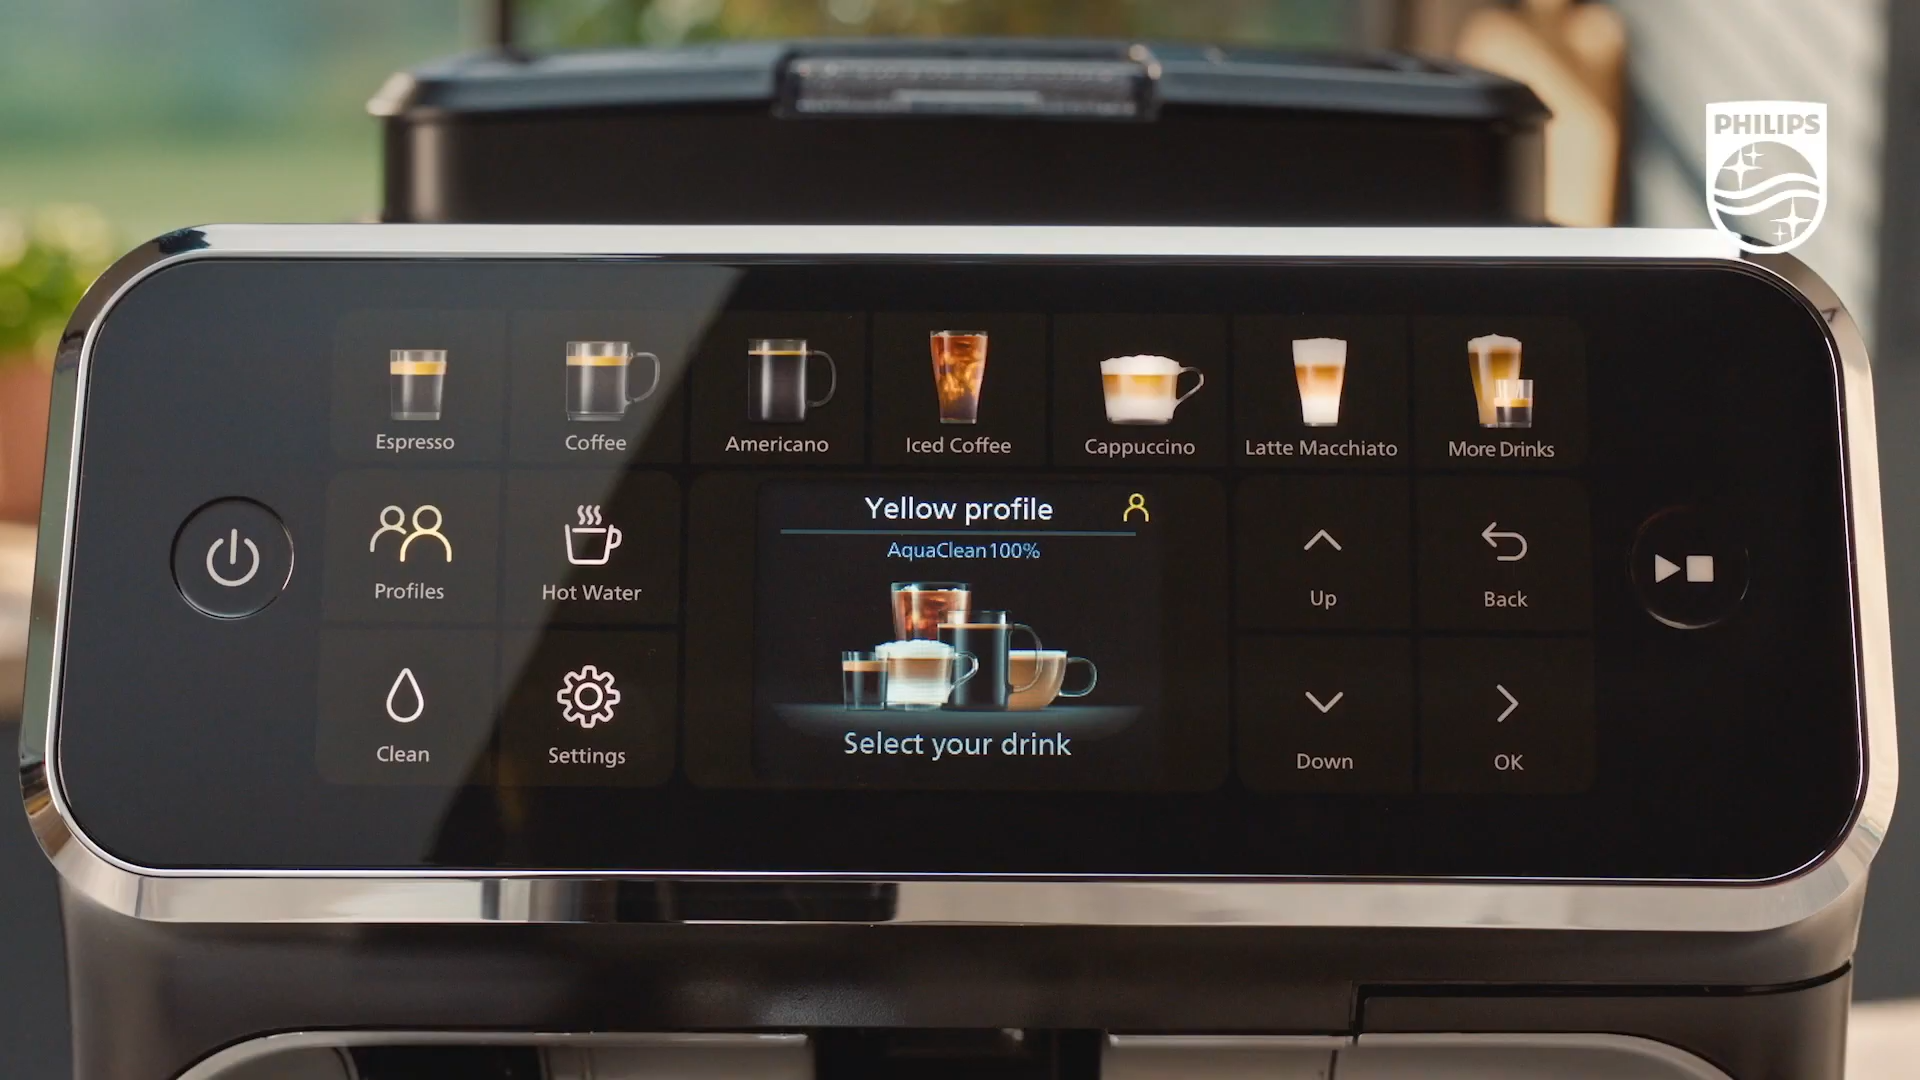 PHILIPS
Espresso
Coffee
Americano
Iced Coffee
Cappuccino
Latte Macchiato
More Drinks
Profiles
Hot Water
Yellow profile
AquaClean 100%
Up
Back
Clean
Settings
Select your drink
Down
OK